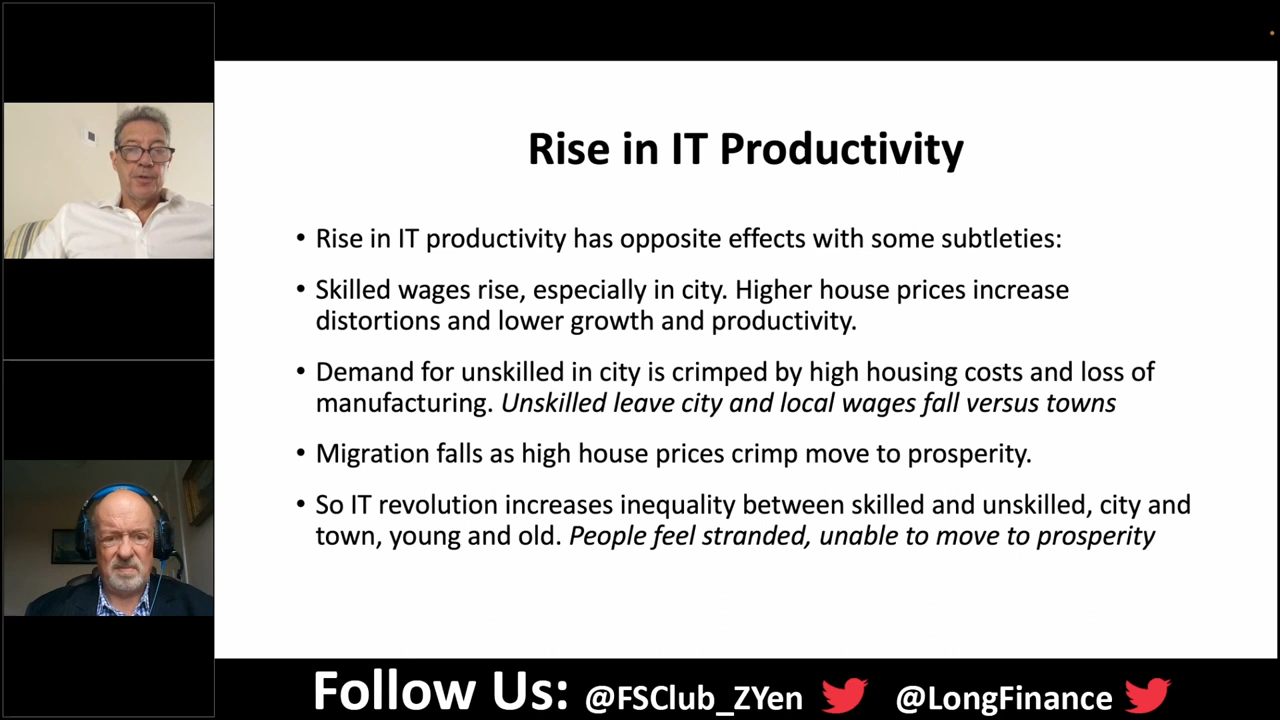 Rise in IT Productivity
• Rise in IT productivity has opposite effects with some subtleties:
• Skilled wages rise, especially in city. Higher house prices increase
distortions and lower growth and productivity.
• Demand for unskilled in city is crimped by high housing costs and loss of
manufacturing. Unskilled leave city and local wages fall versus towns
• Migration falls as high house prices crimp move to prosperity.
• So IT revolution increases inequality between skilled and unskilled, city and
town, young and old. People feel stranded, unable to move to prosperity
Follow Us: @FSClub_ZYen @LongFinance